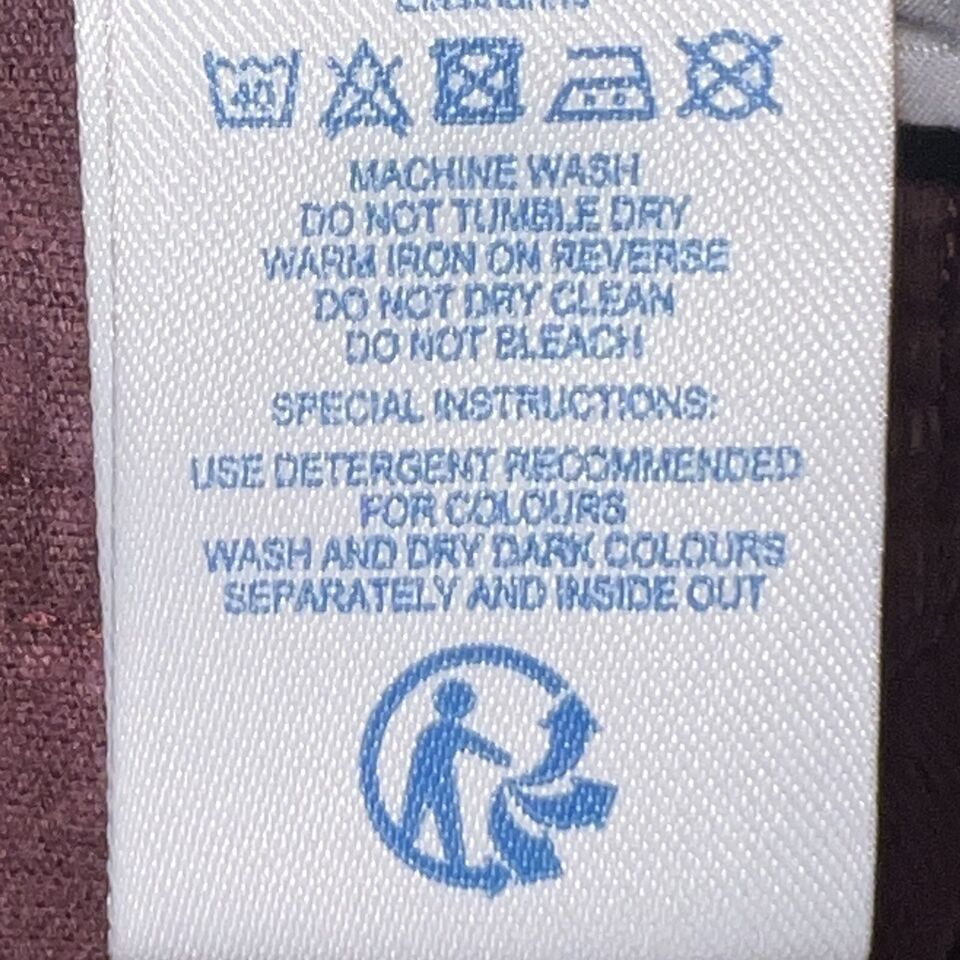 40
MACHINE WASH
DO NOT TUMBLE DRY
WARM IRON ON REVERSE
DO NOT DRY CLEAN
DO NOT BLEACH
SPECIAL INSTRUCTIONS:
USE DETERGENT RECOMMENDED
FOR COLOURS
WASH AND DRY DARK COLOURS
SEPARATELY AND INSIDE OUT